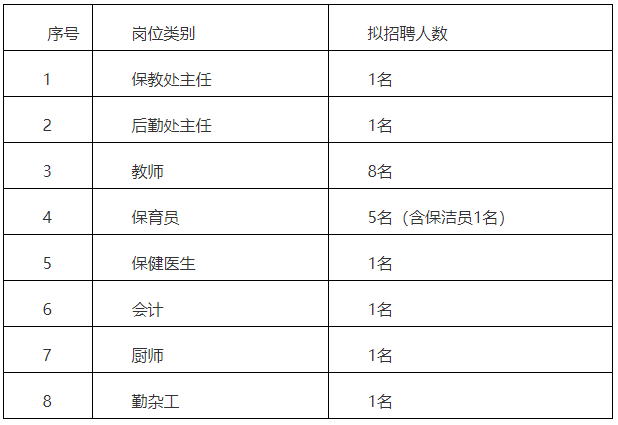 序号 岗位类别 拟招聘人数
1 保教处主任 1名
2 后勤处主任 1名
3 教师 8名
4 保育员 5名（含保洁员1名）
5 保健医生 1名
6 会计 1名
7 厨师 1名
8 勤杂工 1名